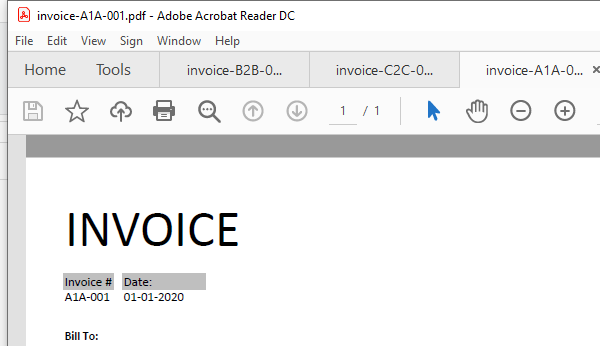 invoice-A1A-001.pdf - Adobe Acrobat Reader DC
File Edit View Sign Window Help
Home Tools invoice-B2B-0... invoice-C2C-0... invoice-A1A-0... ×
1 / 1
INVOICE
Invoice # Date:
A1A-001 01-01-2020
Bill To: